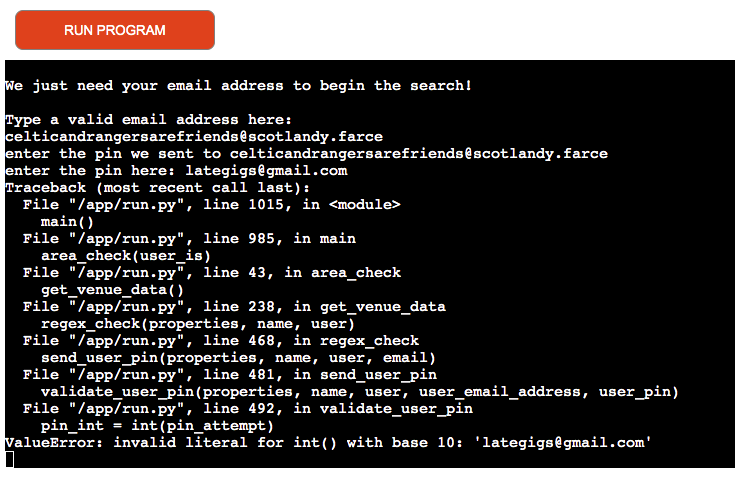 RUN PROGRAM
We just need your email address to begin the search!
Type a valid email address here:
celticandrangersarefriends@scotlandy.farce
enter the pin we sent to celticandrangersarefriends@scotlandy.farce
enter the pin here: lategigs@gmail.com
Traceback (most recent call last):
  File "/app/run.py", line 1015, in <module>
    main()
  File "/app/run.py", line 985, in main
    area_check(user_is)
  File "/app/run.py", line 43, in area_check
    get_venue_data()
  File "/app/run.py", line 238, in get_venue_data
    regex_check(properties, name, user)
  File "/app/run.py", line 468, in regex_check
    send_user_pin(properties, name, user, email)
  File "/app/run.py", line 481, in send_user_pin
    validate_user_pin(properties, name, user, user_email_address, user_pin)
  File "/app/run.py", line 492, in validate_user_pin
    pin_int = int(pin_attempt)
ValueError: invalid literal for int() with base 10: 'lategigs@gmail.com'